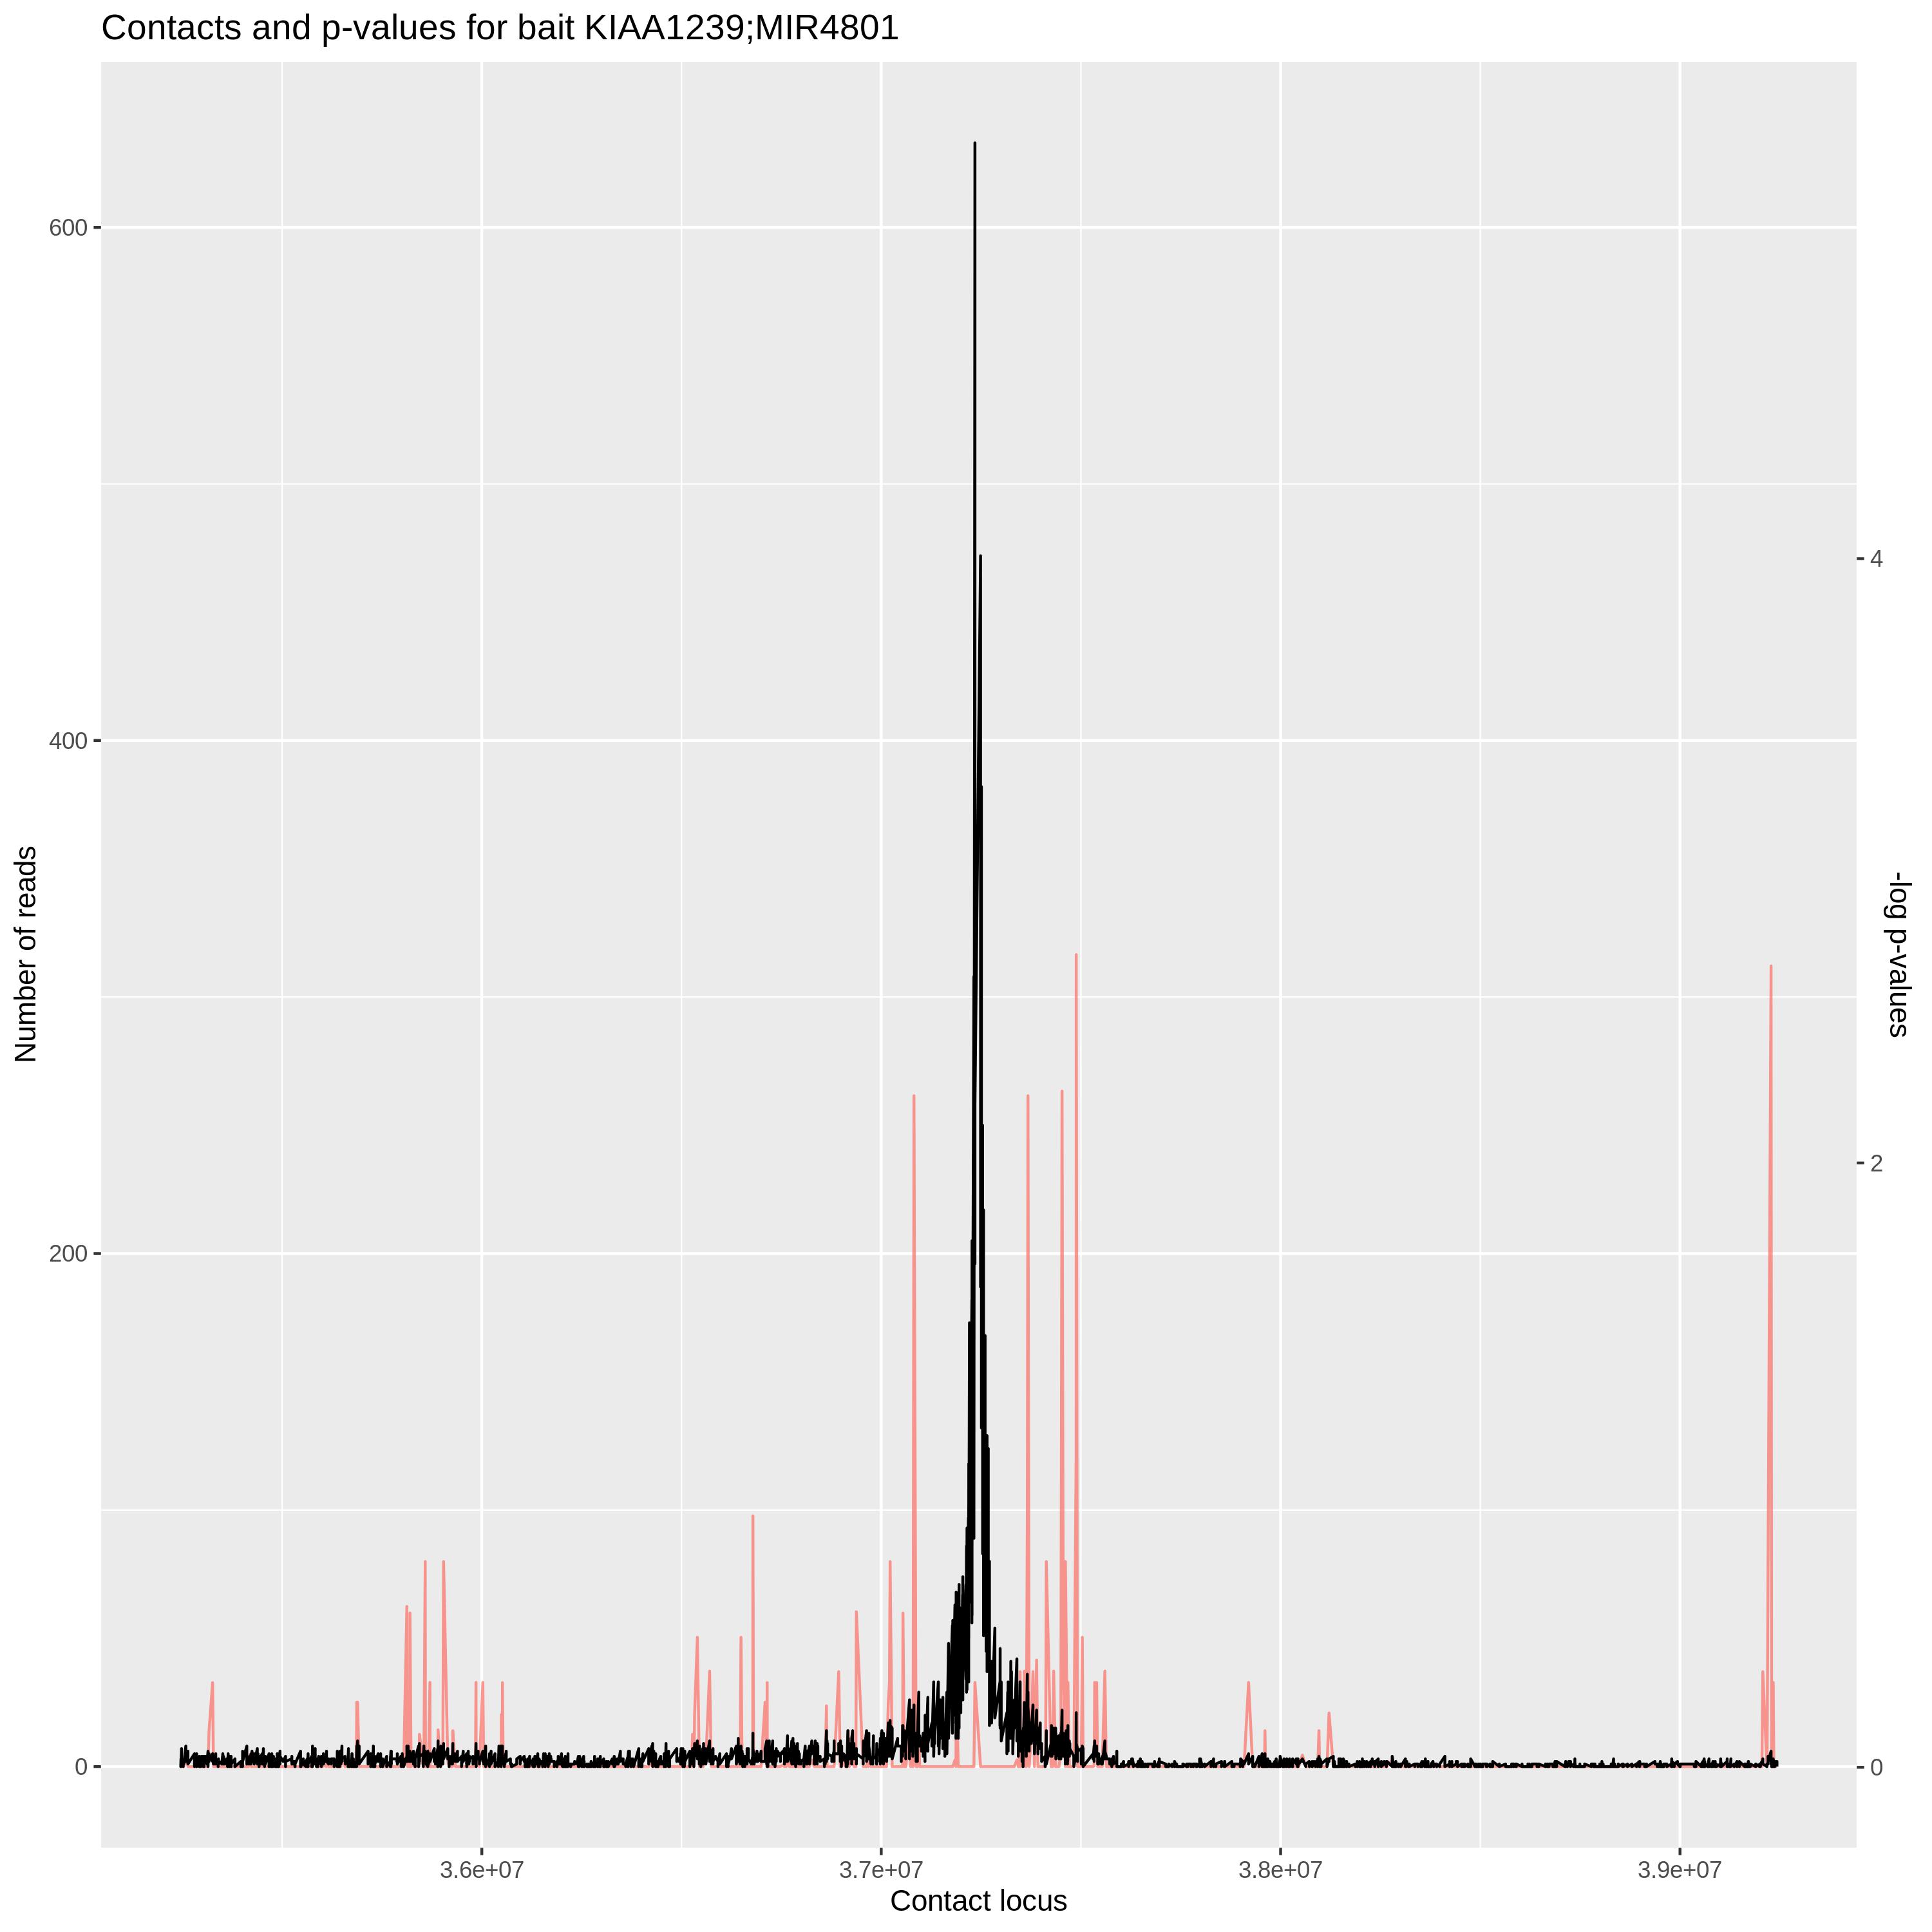 Contacts and p-values for bait KIAA1239;MIR4801
600
400
200
0
Number of reads
4
2
0
-log p-values
3.6e+07
3.7e+07
3.8e+07
3.9e+07
Contact locus